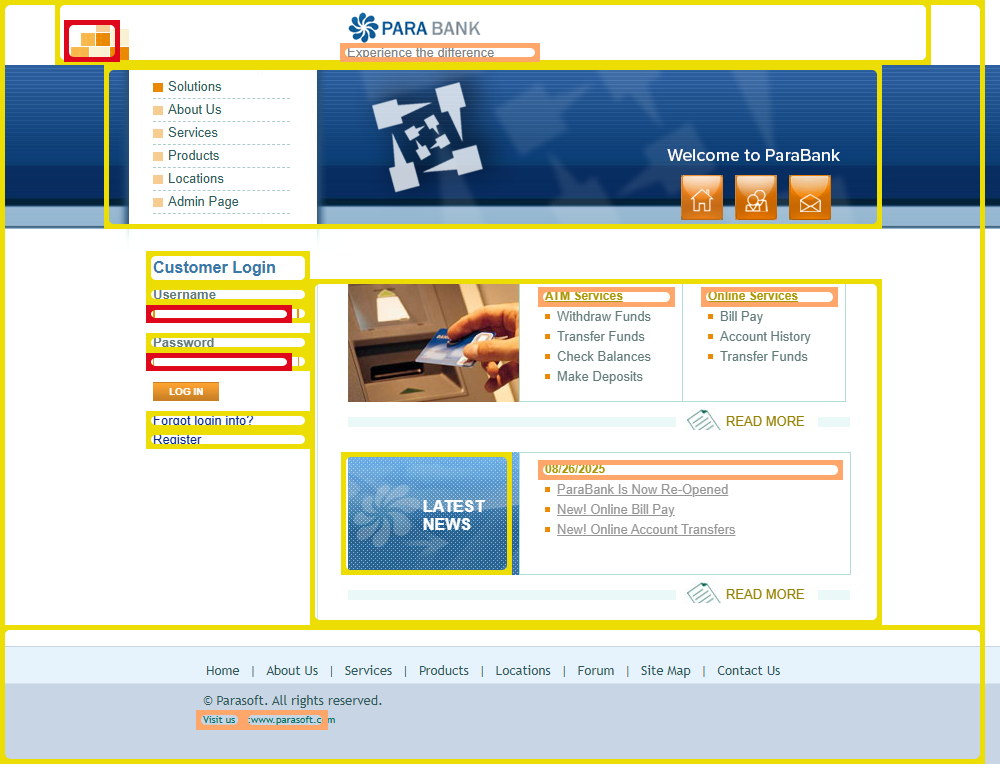 PARA BANK
Experience the difference
Solutions
About Us
Services
Products
Locations
Admin Page
Welcome to ParaBank
Customer Login
Username
Password
LOG IN
Forgot login info?
Register
ATM Services
Withdraw Funds
Transfer Funds
Check Balances
Make Deposits
Online Services
Bill Pay
Account History
Transfer Funds
READ MORE
LATEST
NEWS
08/26/2025
ParaBank Is Now Re-Opened
New! Online Bill Pay
New! Online Account Transfers
READ MORE
Home | About Us | Services | Products | Locations | Forum | Site Map | Contact Us
© Parasoft. All rights reserved.
Visit us :www.parasoft.com